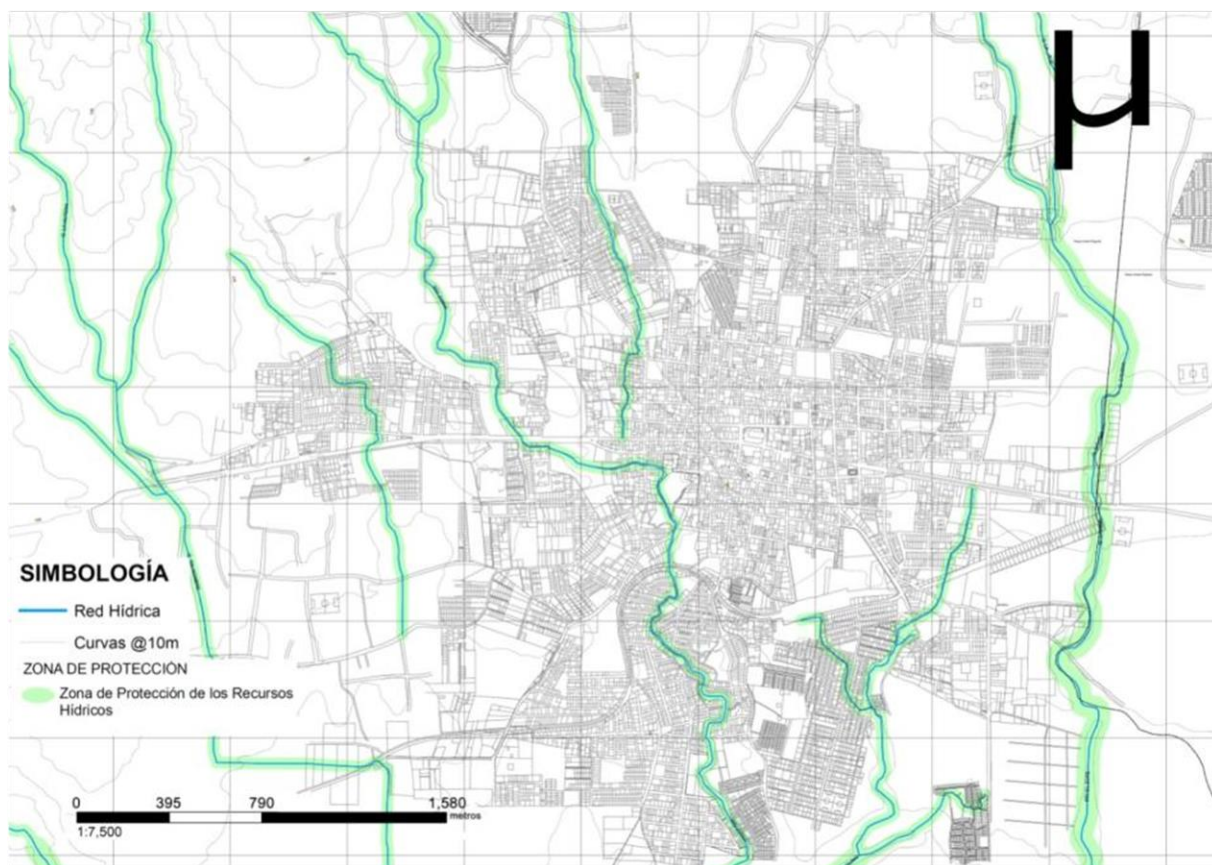 µ
SIMBOLOGÍA
Red Hídrica
Curvas @10m
ZONA DE PROTECCIÓN
Zona de Protección de los Recursos
Hídricos
0 395 790 1,580
metros
1:7,500